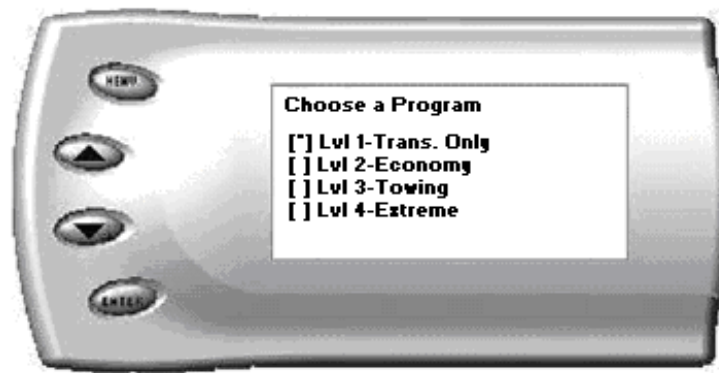 MENU
Choose a Program
[*] Lvl 1-Trans. Only
[ ] Lvl 2-Economy
[ ] Lvl 3-Towing
[ ] Lvl 4-Extreme
ENTER